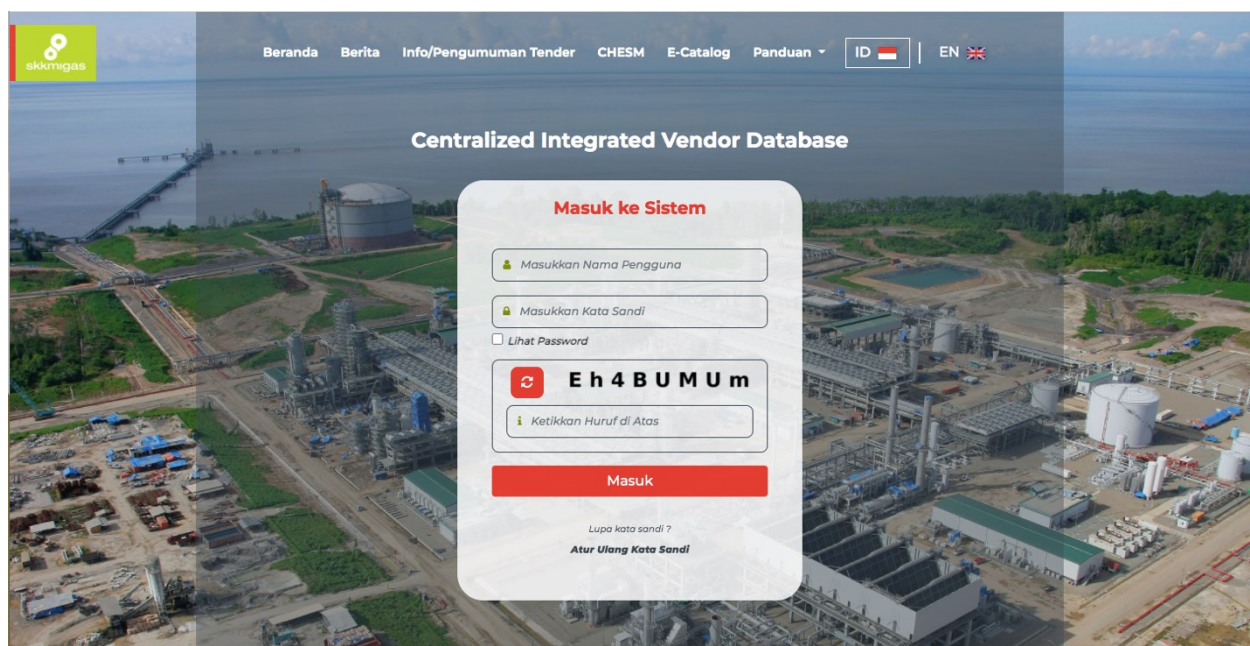 skkmigas
Beranda Berita Info/Pengumuman Tender CHESM E-Catalog Panduan ID EN
Centralized Integrated Vendor Database
Masuk ke Sistem
Masukkan Nama Pengguna
Masukkan Kata Sandi
Lihat Password
Eh4BUMUm
Ketikkan Huruf di Atas
Masuk
Lupa kata sandi ?
Atur Ulang Kata Sandi